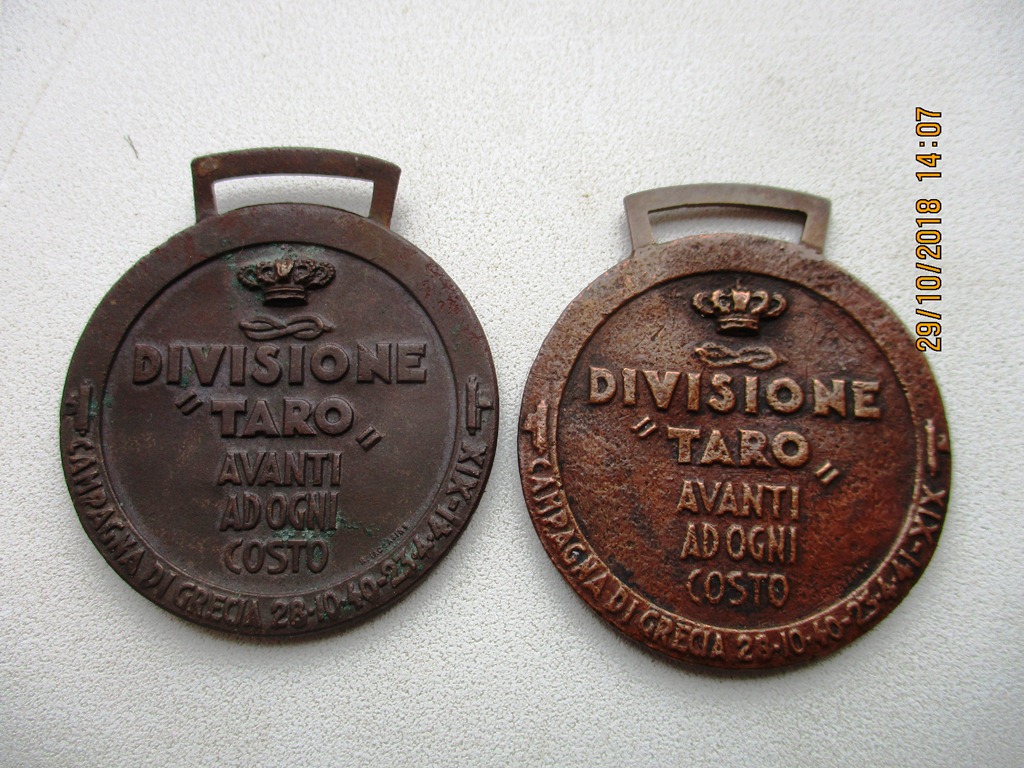 DIVISIONE
"TARO"
AVANTI
AD OGNI
COSTO
CAMPAGNA DI GRECIA 28-10-40-23-4-41-XIX
DIVISIONE
"TARO"
AVANTI
AD OGNI
COSTO
CAMPAGNA DI GRECIA 28-10-40-23-4-41-XIX
29/10/2018 14:07